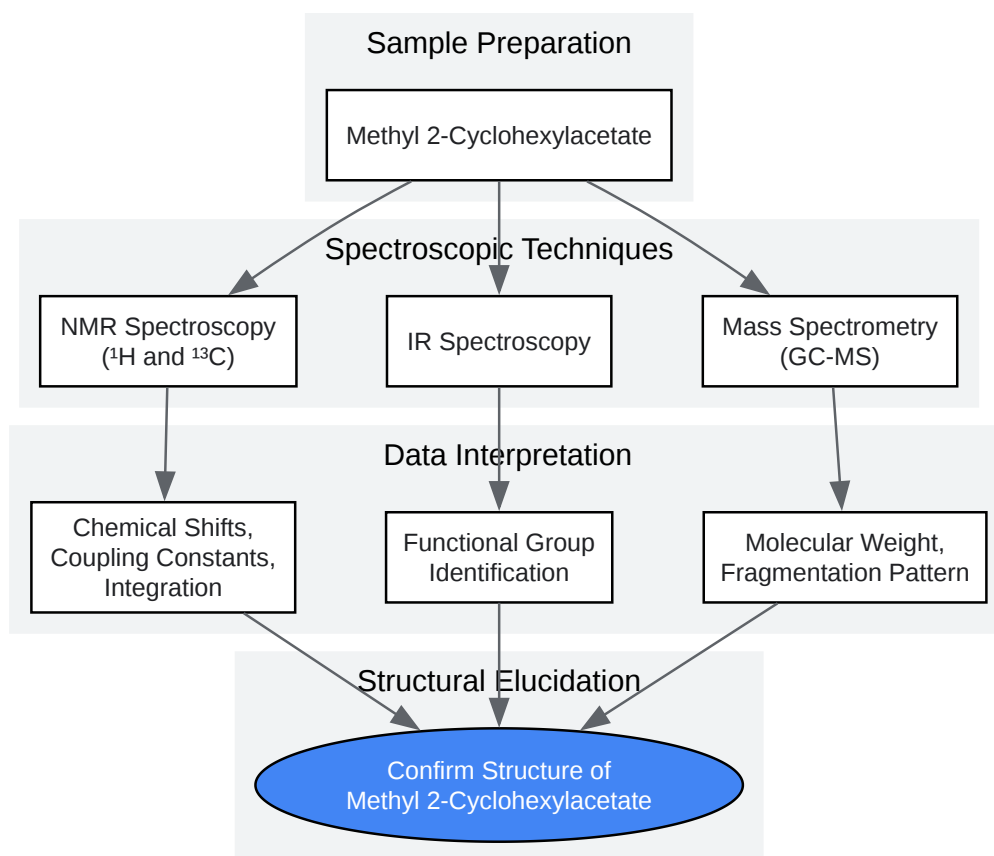 Sample Preparation
Methyl 2-Cyclohexylacetate
Spectroscopic Techniques
NMR Spectroscopy
(¹H and ¹³C)
IR Spectroscopy
Mass Spectrometry
(GC-MS)
Data Interpretation
Chemical Shifts,
Coupling Constants,
Integration
Functional Group
Identification
Molecular Weight,
Fragmentation Pattern
Structural Elucidation
Confirm Structure of
Methyl 2-Cyclohexylacetate